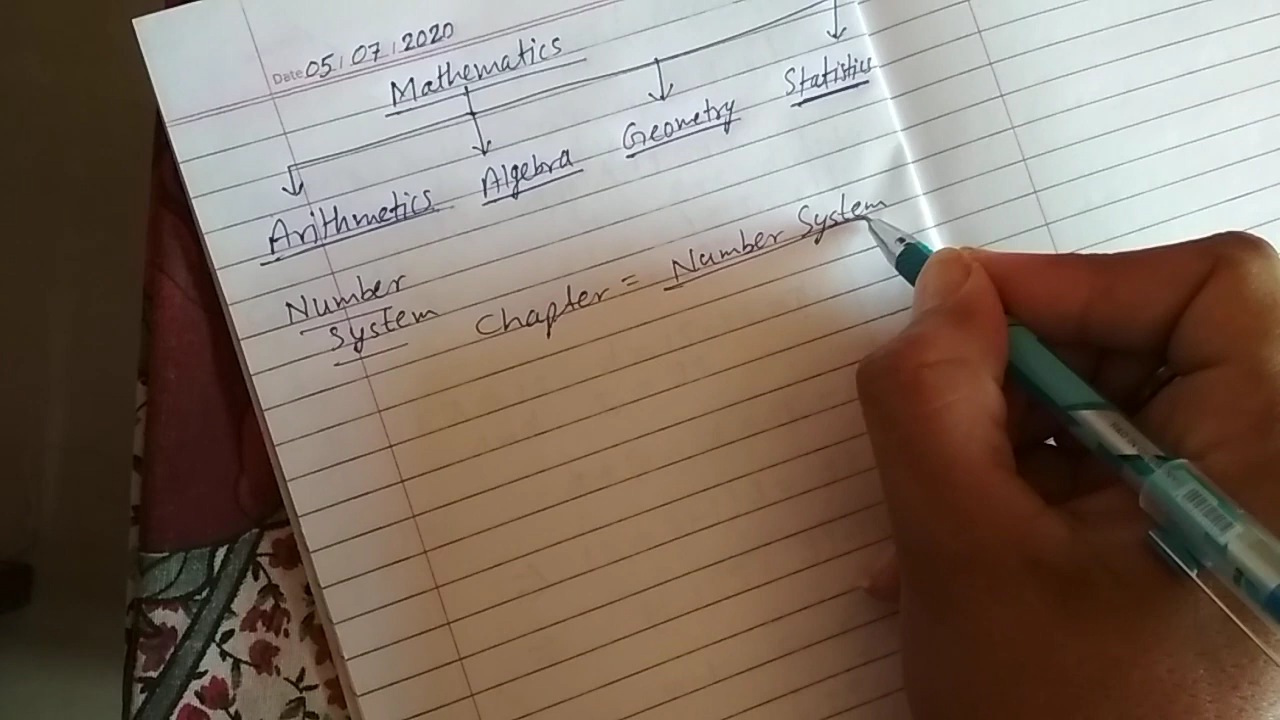 Date 05/07/2020
Mathematics
Arithmetics Algebra Geometry Statistics
Number
system
Chapter = Number System